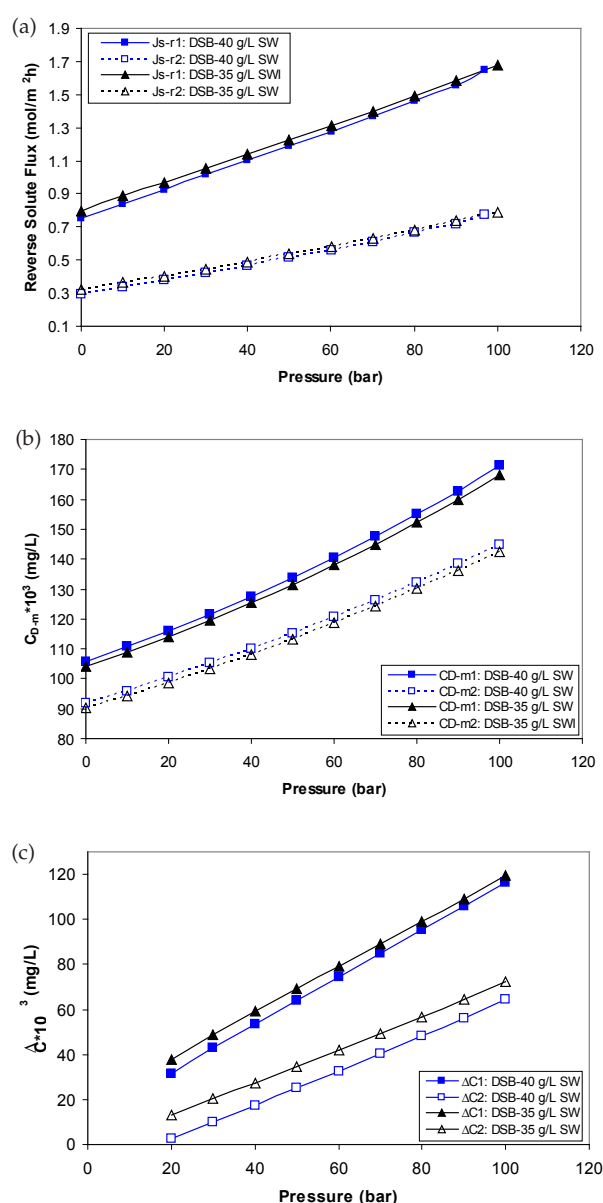 (a)
1.9
1.7
1.5
1.3
1.1
0.9
0.7
0.5
0.3
0.1
Reverse Solute Flux (mol/m ²h)
Js-r1: DSB-40 g/L SW
Js-r2: DSB-40 g/L SW
Js-r1: DSB-35 g/L SWI
Js-r2: DSB-35 g/L SW
0 20 40 60 80 100 120
Pressure (bar)
(b)
180
170
160
150
140
130
120
110
100
90
80
C_D-m*10³ (mg/L)
CD-m1: DSB-40 g/L SW
CD-m2: DSB-40 g/L SW
CD-m1: DSB-35 g/L SW
CD-m2: DSB-35 g/L SWI
0 20 40 60 80 100 120
Pressure (bar)
(c)
120
100
80
60
40
20
0
ΔC*10 ³ (mg/L)
ΔC1: DSB-40 g/L SW
ΔC2: DSB-40 g/L SW
ΔC1: DSB-35 g/L SW
ΔC2: DSB-35 g/L SW
0 20 40 60 80 100 120
Pressure (bar)